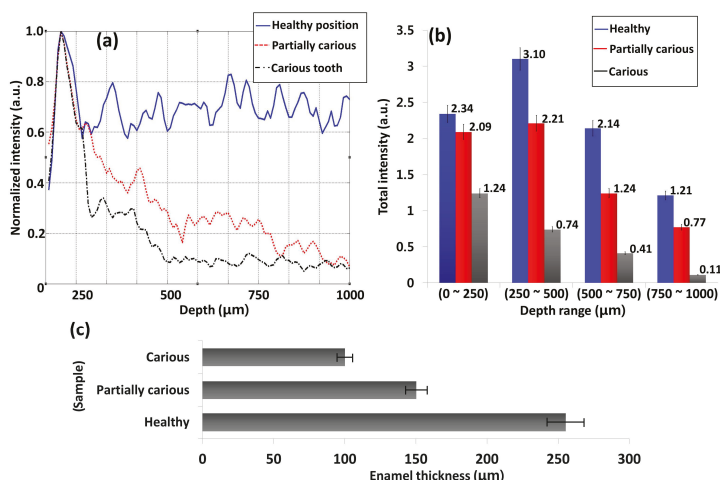 (a)
Healthy position
Partially carious
Carious tooth
Normalized intensity (a.u.)
1.0
0.8
0.6
0.4
0.2
0
250
500
750
1000
Depth (µm)
(b)
Healthy
Partially carious
Carious
Total intensity (a.u.)
3.5
3
2.5
2
1.5
1
0.5
0
2.34
2.09
1.24
3.10
2.21
0.74
2.14
1.24
0.41
1.21
0.77
0.11
(0 ~ 250)
(250 ~ 500)
(500 ~ 750)
(750 ~ 1000)
Depth range (µm)
(c)
(Sample)
Carious
Partially carious
Healthy
0
50
100
150
200
250
300
Enamel thickness (µm)